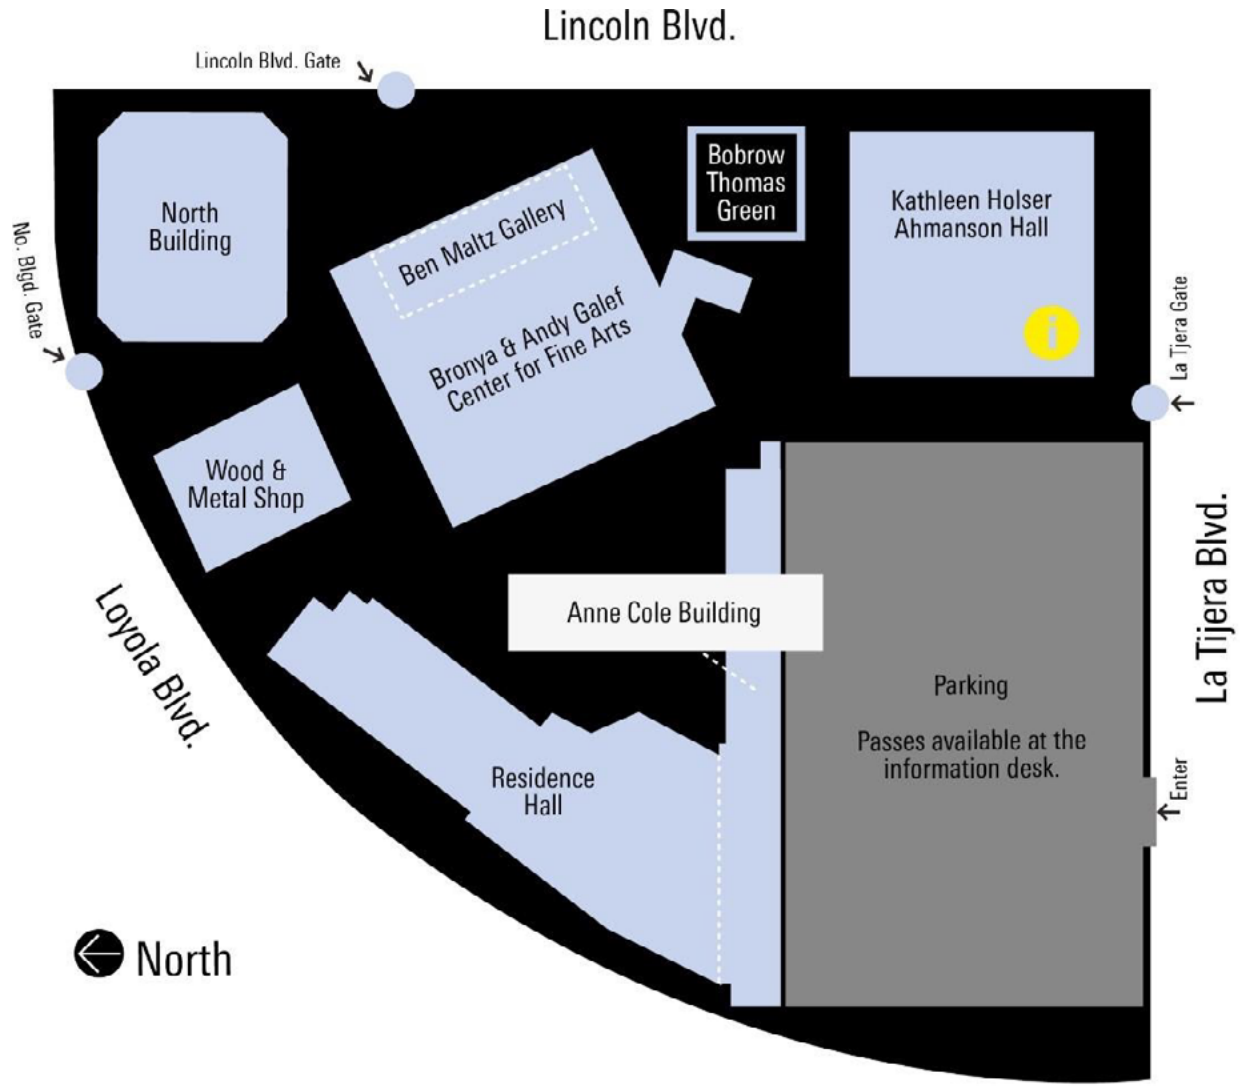 Lincoln Blvd.
Lincoln Blvd. Gate
North
Building
No. Blgd. Gate
Ben Maltz Gallery
Bronya & Andy Galef
Center for Fine Arts
Bobrow
Thomas
Green
Kathleen Holser
Ahmanson Hall
i
La Tjera Gate
Wood &
Metal Shop
Loyola Blvd.
Anne Cole Building
La Tijera Blvd.
Parking
Passes available at the
information desk.
Enter
Residence
Hall
North